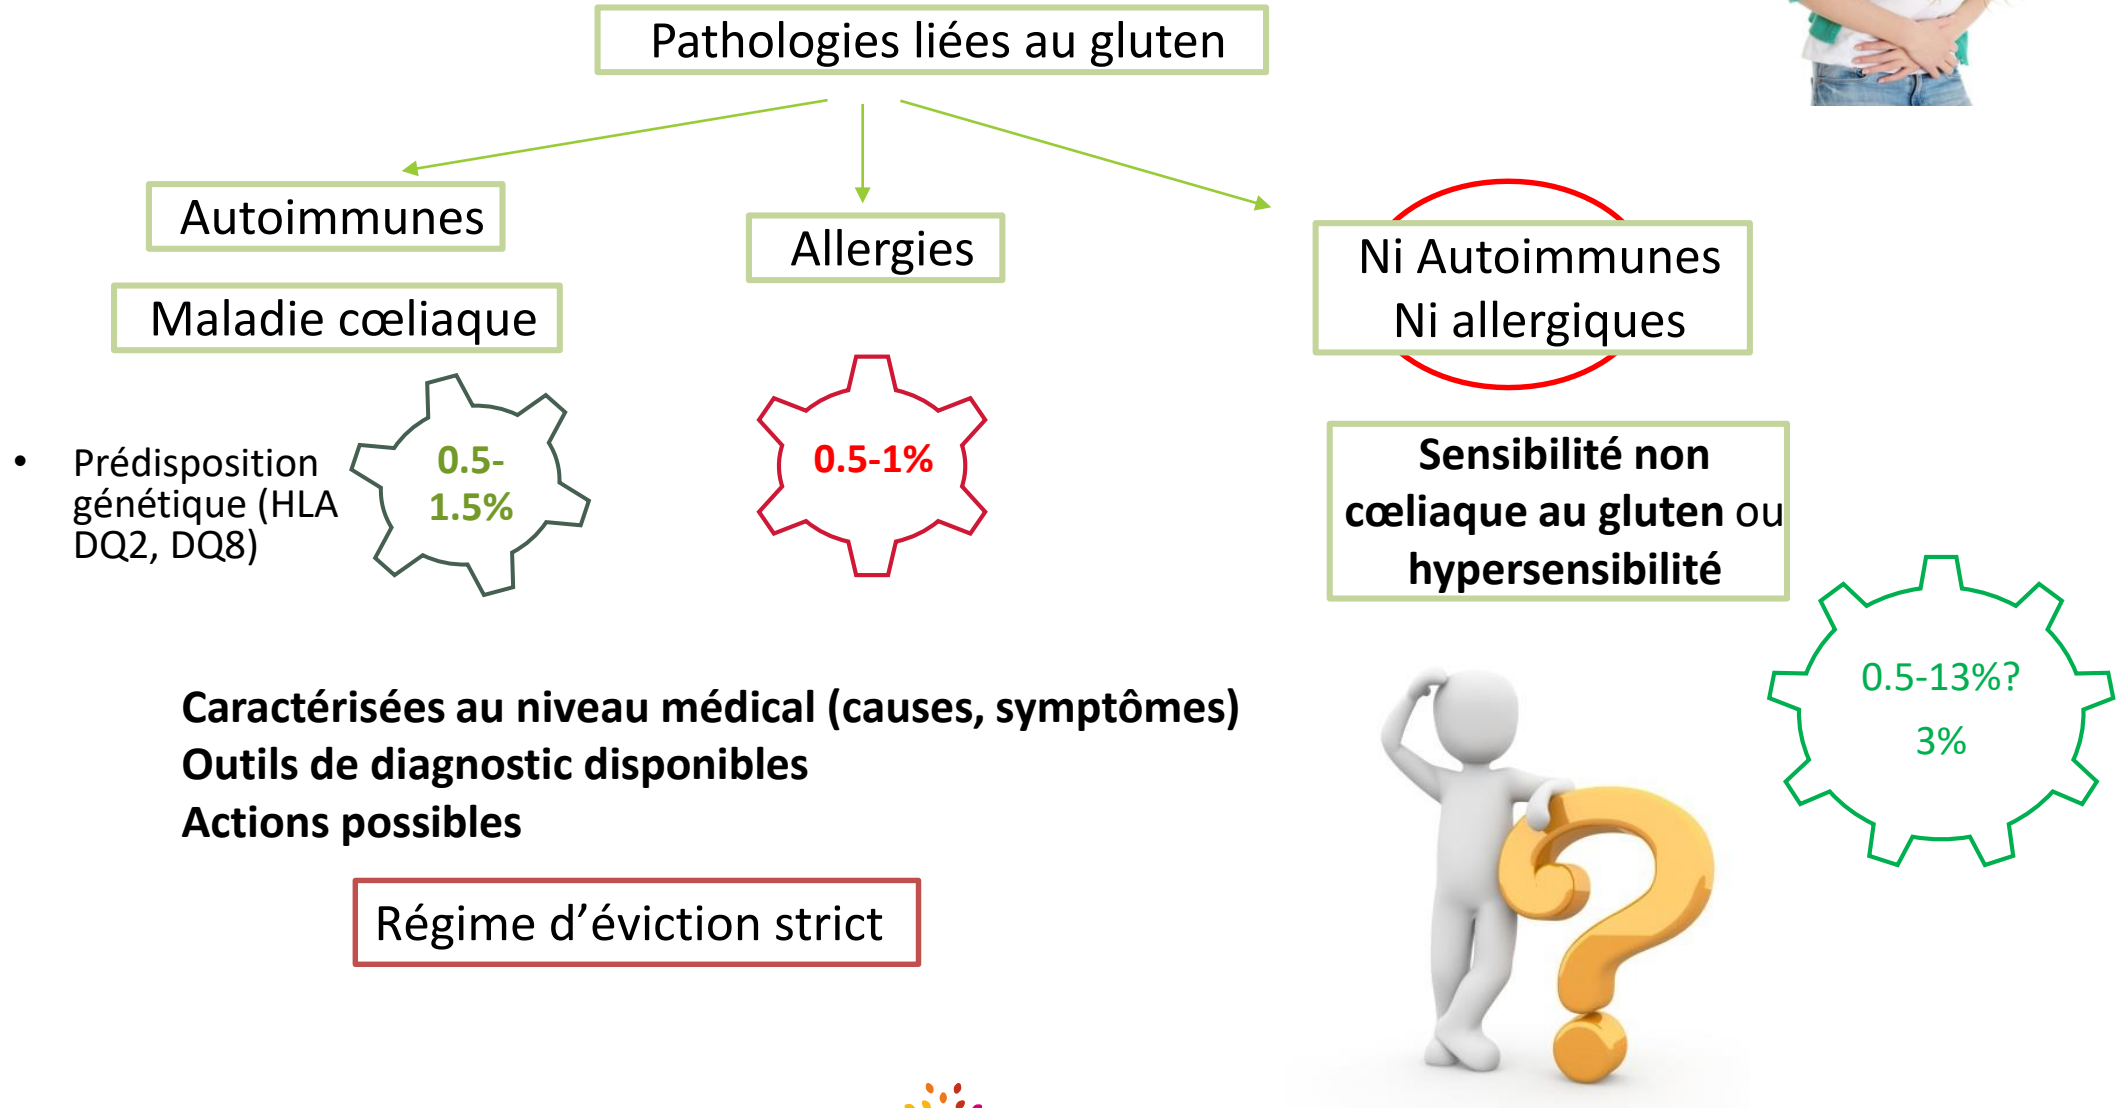 Pathologies liées au gluten
Autoimmunes
Maladie cœliaque
• Prédisposition
génétique (HLA
DQ2, DQ8)
0.5-
1.5%
Allergies
0.5-1%
Ni Autoimmunes
Ni allergiques
Sensibilité non
cœliaque au gluten ou
hypersensibilité
0.5-13%?
3%
Caractérisées au niveau médical (causes, symptômes)
Outils de diagnostic disponibles
Actions possibles
Régime d’éviction strict